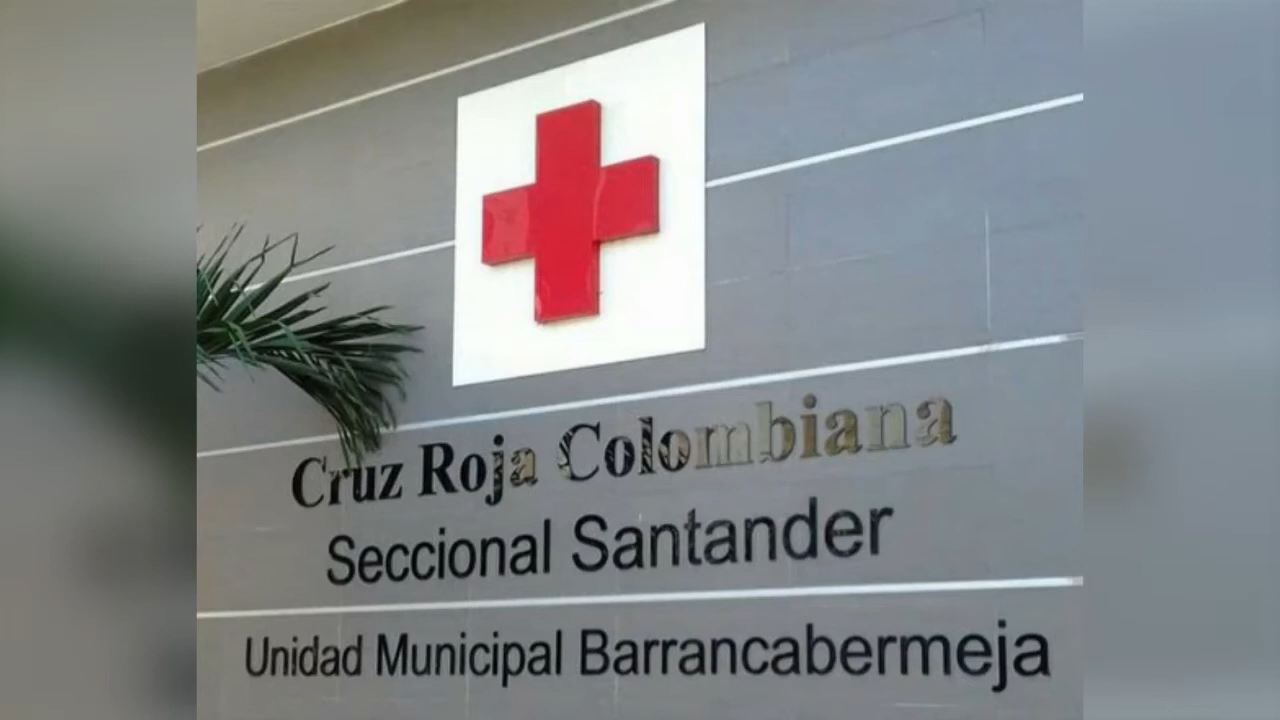 Cruz Roja Colombiana
Seccional Santander
Unidad Municipal Barrancabermeja